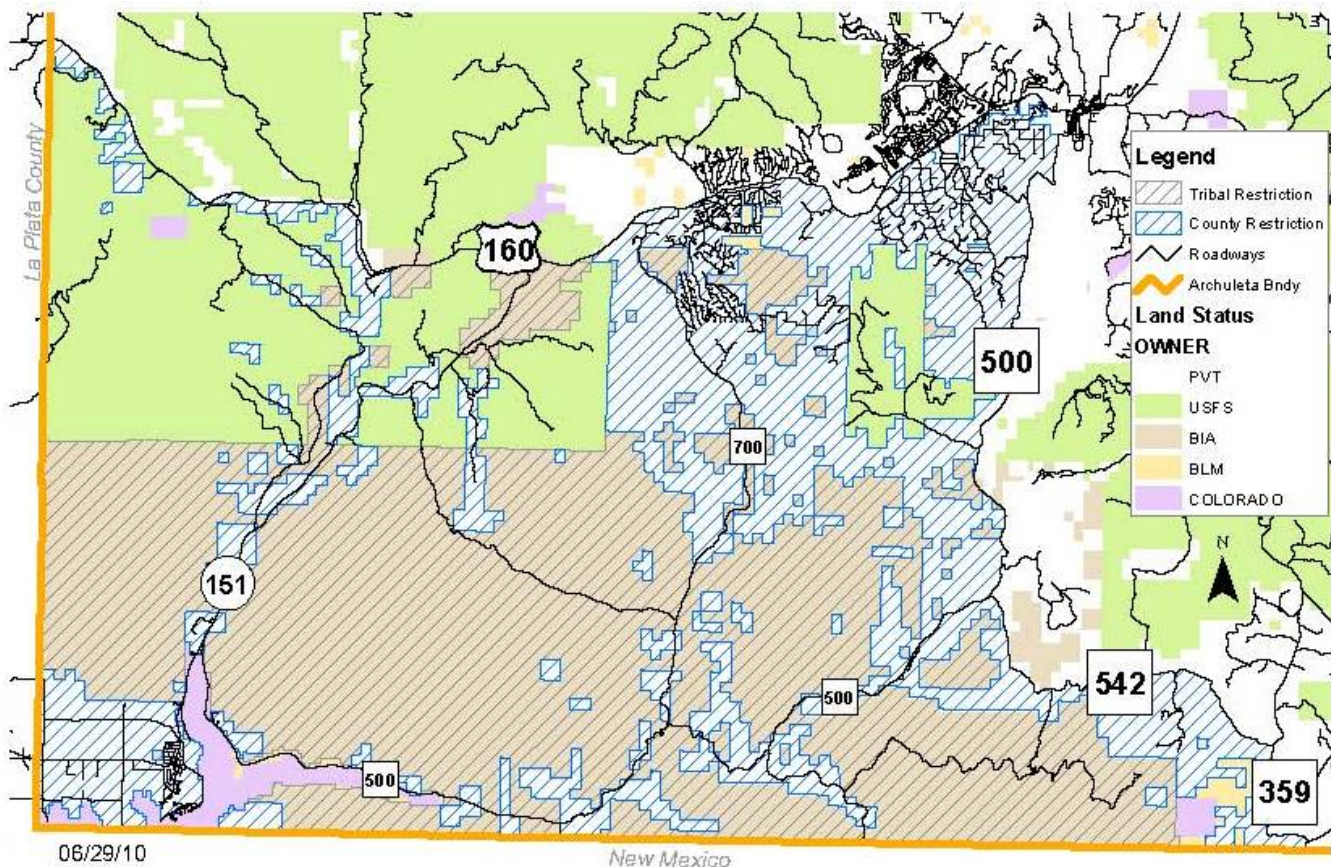 La Plata County
160
500
700
151
500
500
542
359
Legend
Tribal Restriction
County Restriction
Roadways
Archuleta Bndy
Land Status
OWNER
PVT
USFS
BIA
BLM
COLORADO
N
06/29/10
New Mexico